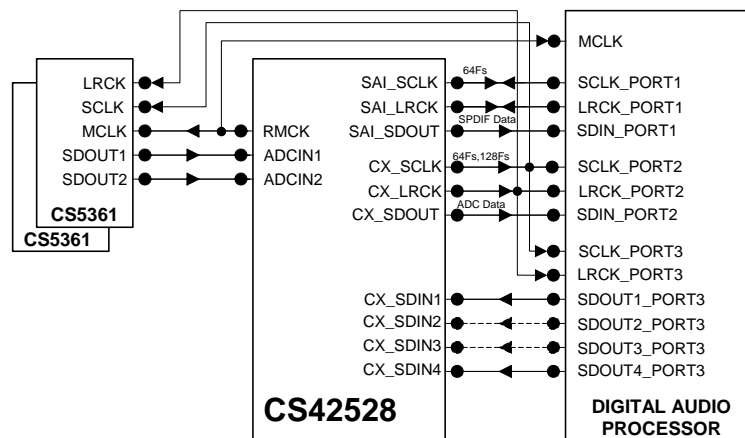 LRCK
SCLK
MCLK
SDOUT1
SDOUT2
CS5361
CS5361
RMCK
ADCIN1
ADCIN2
SAI_SCLK
SAI_LRCK
SAI_SDOUT
CX_SCLK
CX_LRCK
CX_SDOUT
CX_SDIN1
CX_SDIN2
CX_SDIN3
CX_SDIN4
CS42528
64Fs
SPDIF Data
64Fs,128Fs
ADC Data
MCLK
SCLK_PORT1
LRCK_PORT1
SDIN_PORT1
SCLK_PORT2
LRCK_PORT2
SDIN_PORT2
SCLK_PORT3
LRCK_PORT3
SDOUT1_PORT3
SDOUT2_PORT3
SDOUT3_PORT3
SDOUT4_PORT3
DIGITAL AUDIO
PROCESSOR